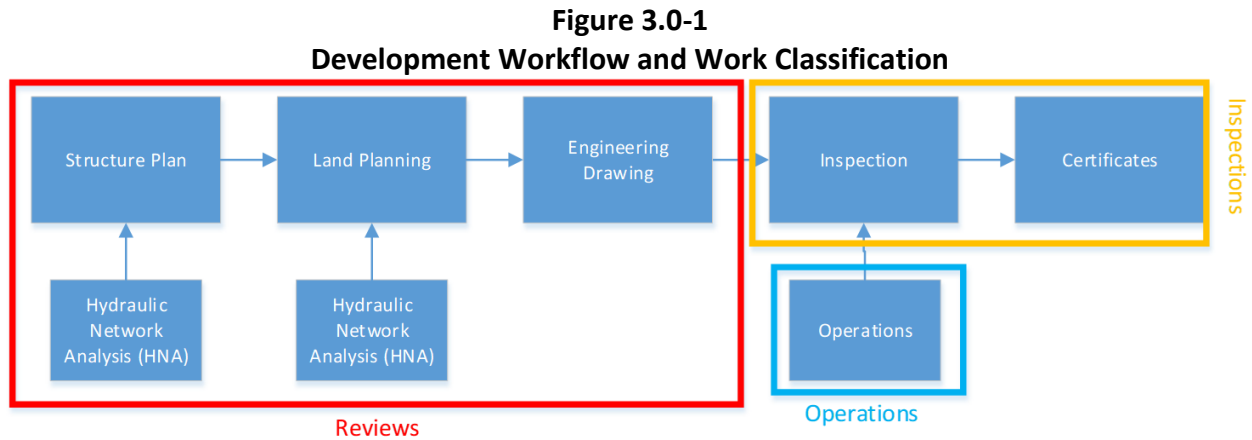 Figure 3.0-1
Development Workflow and Work Classification
Structure Plan
Land Planning
Engineering
Drawing
Inspection
Certificates
Inspections
Hydraulic
Network
Analysis (HNA)
Hydraulic
Network
Analysis (HNA)
Operations
Reviews
Operations